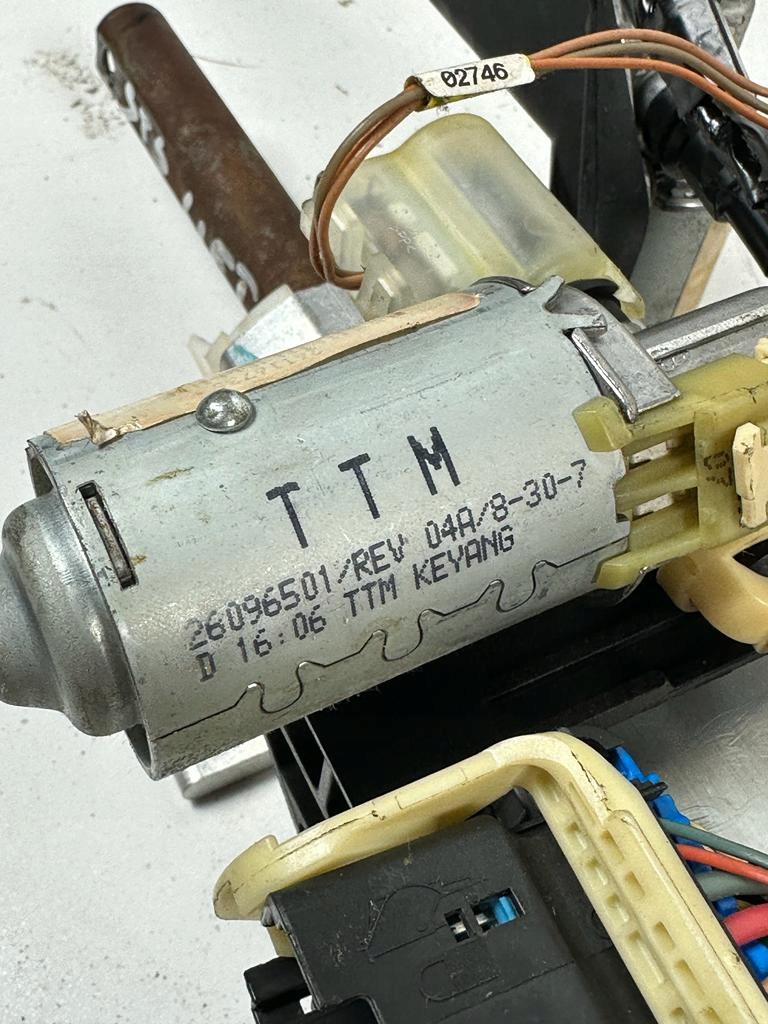 02746
TTM
26096501/REV 04A/8-30-7
D 16:06 TTM KEYANG